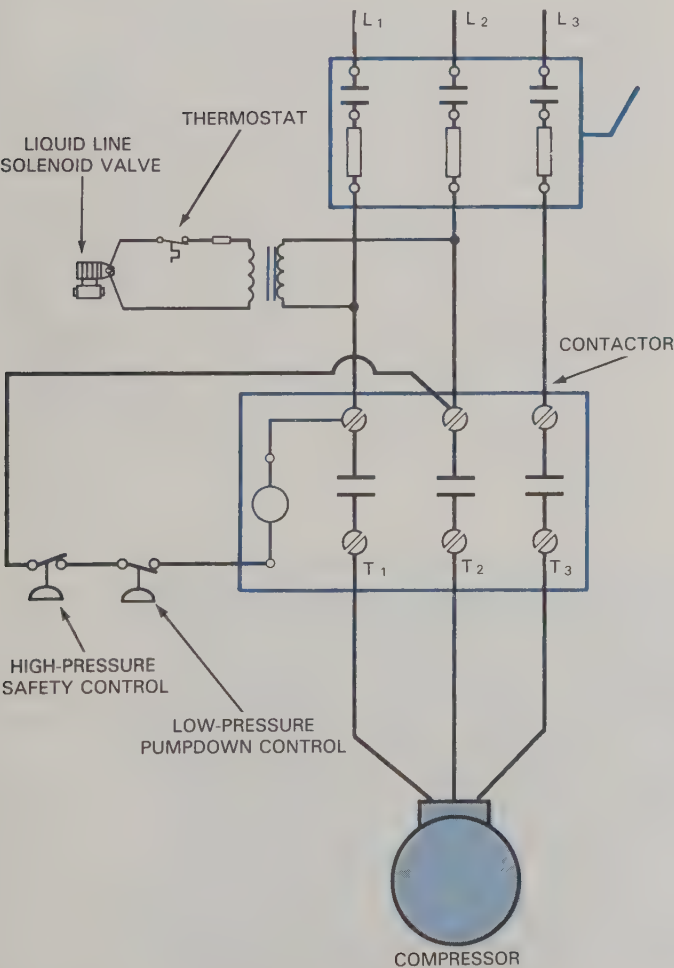 L1
L2
L3
THERMOSTAT
LIQUID LINE
SOLENOID VALVE
CONTACTOR
T1
T2
T3
HIGH-PRESSURE
SAFETY CONTROL
LOW-PRESSURE
PUMPDOWN CONTROL
COMPRESSOR